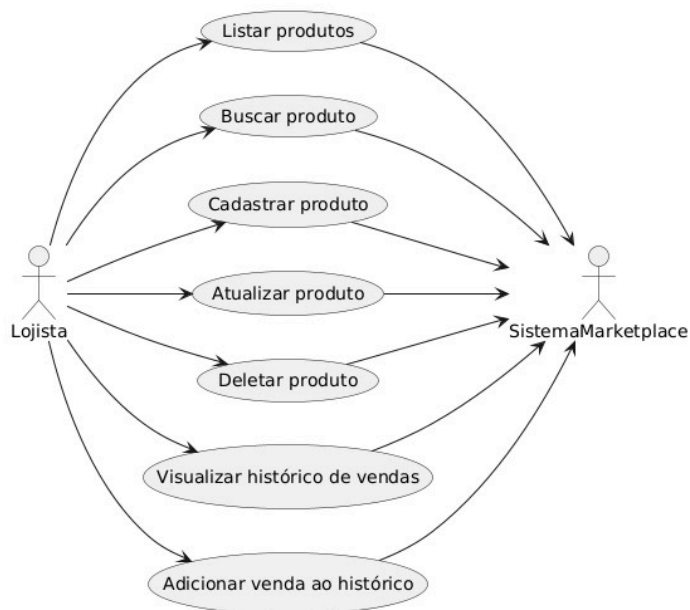 Listar produtos
Buscar produto
Cadastrar produto
Atualizar produto
Lojista
SistemaMarketplace
Deletar produto
Visualizar histórico de vendas
Adicionar venda ao histórico